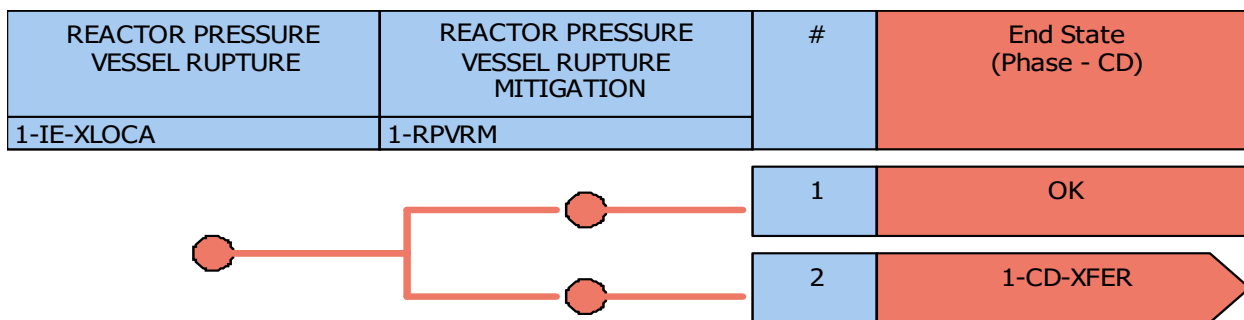 REACTOR PRESSURE
VESSEL RUPTURE
REACTOR PRESSURE
VESSEL RUPTURE
MITIGATION
#
End State
(Phase - CD)
1-IE-XLOCA
1-RPVRM
1
OK
2
1-CD-XFER